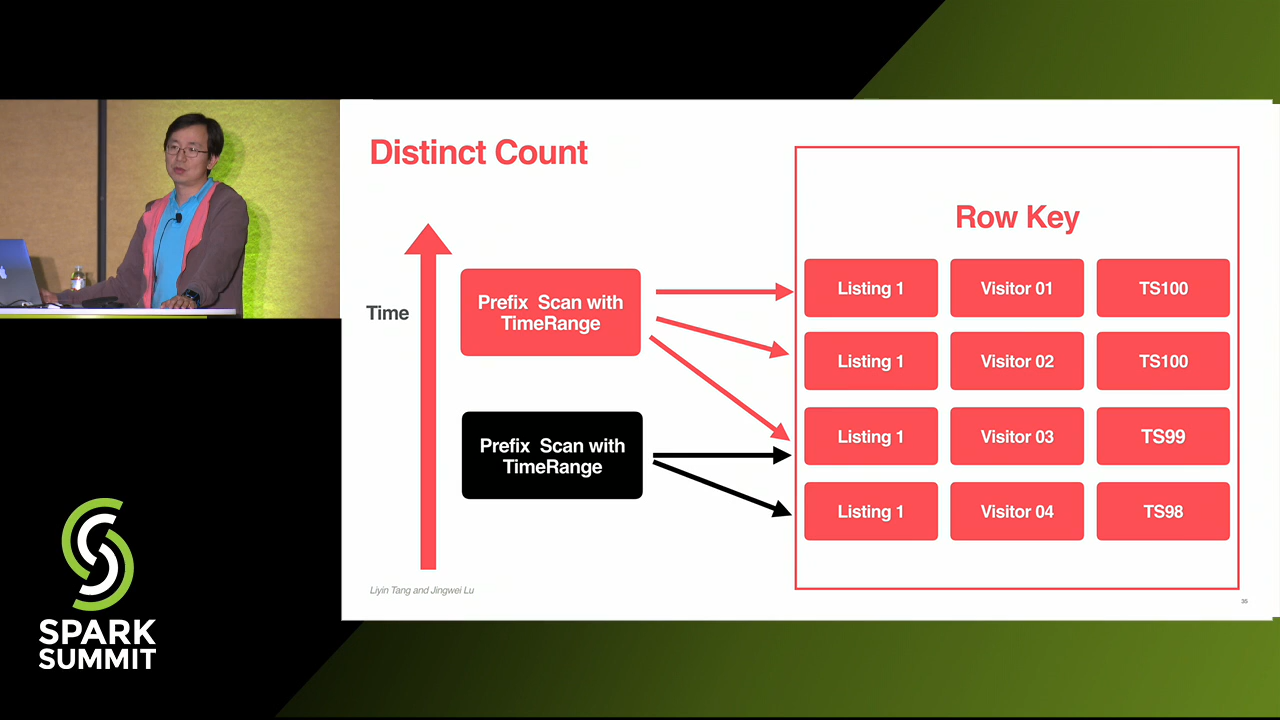 Distinct Count
Row Key
Time
Prefix Scan with
TimeRange
Prefix Scan with
TimeRange
Listing 1 Visitor 01 TS100
Listing 1 Visitor 02 TS100
Listing 1 Visitor 03 TS99
Listing 1 Visitor 04 TS98
Liyin Tang and Jingwei Lu
35
SPARK
SUMMIT